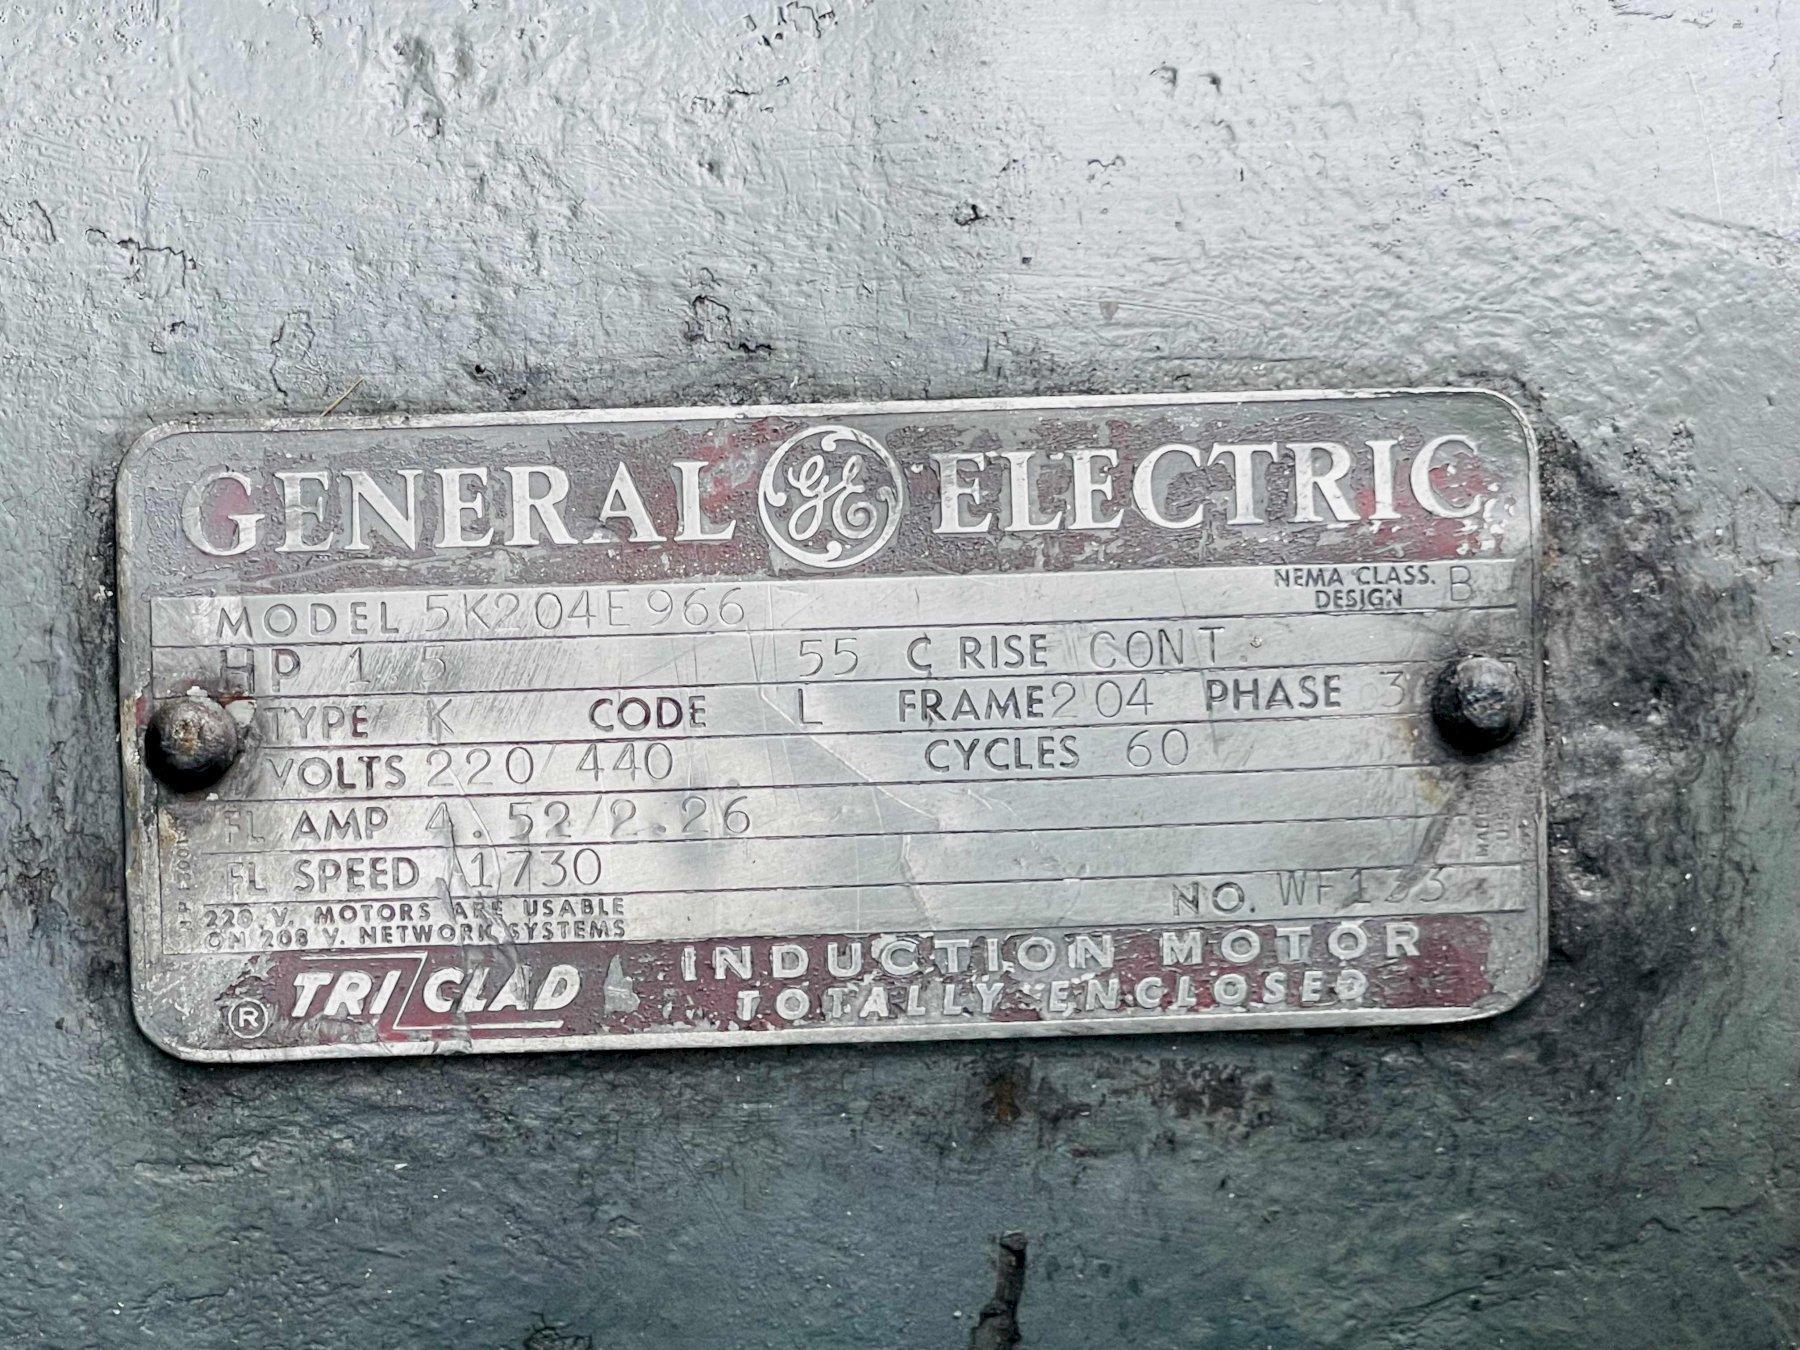 GENERAL GE ELECTRIC
MODEL 5K204E966 NEMA CLASS. DESIGN B
HP 1.5 55 C RISE CONT.
TYPE K CODE L FRAME 204 PHASE 3
VOLTS 220/440 CYCLES 60
FL AMP 4.52/2.26
FL SPEED 1730
NO. WF133
220 V. MOTORS ARE USABLE
ON 208 V. NETWORK SYSTEMS
® TRI/CLAD INDUCTION MOTOR
TOTALLY ENCLOSED